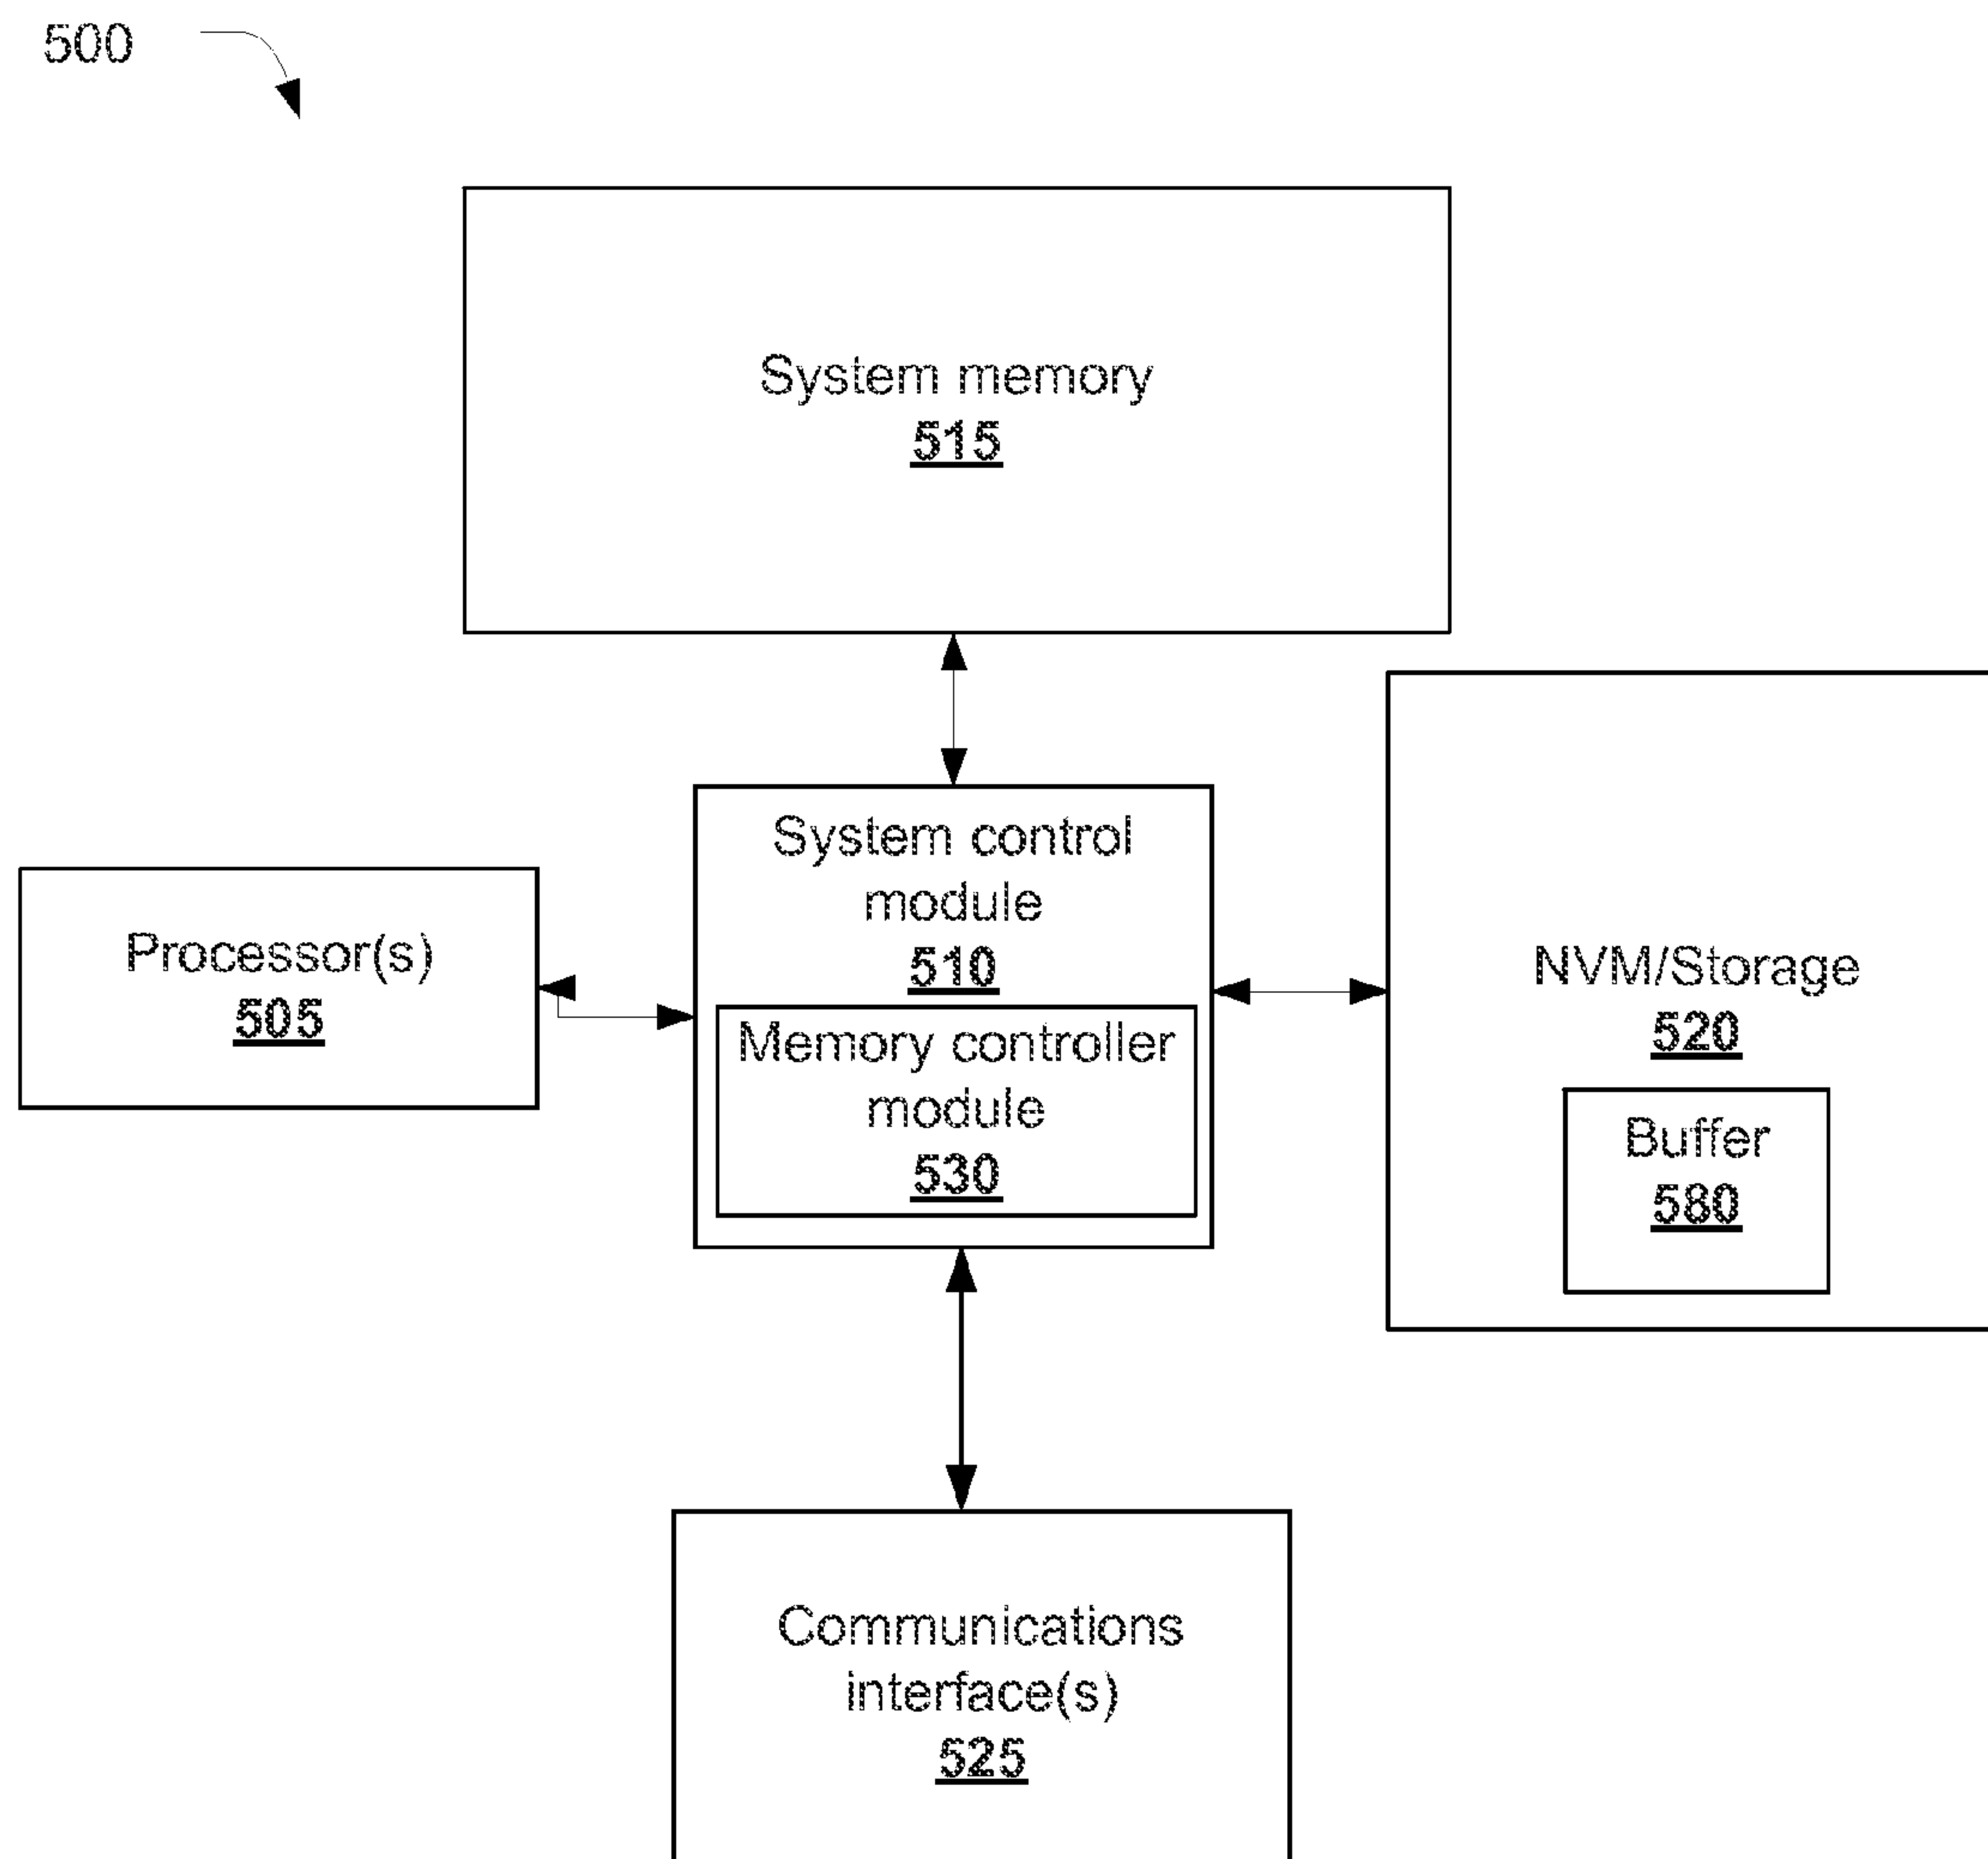 500
System memory
515
System control
module
510
Processor(s)
505
Memory controller
module
530
NVM/Storage
520
Buffer
580
Communications
interface(s)
525